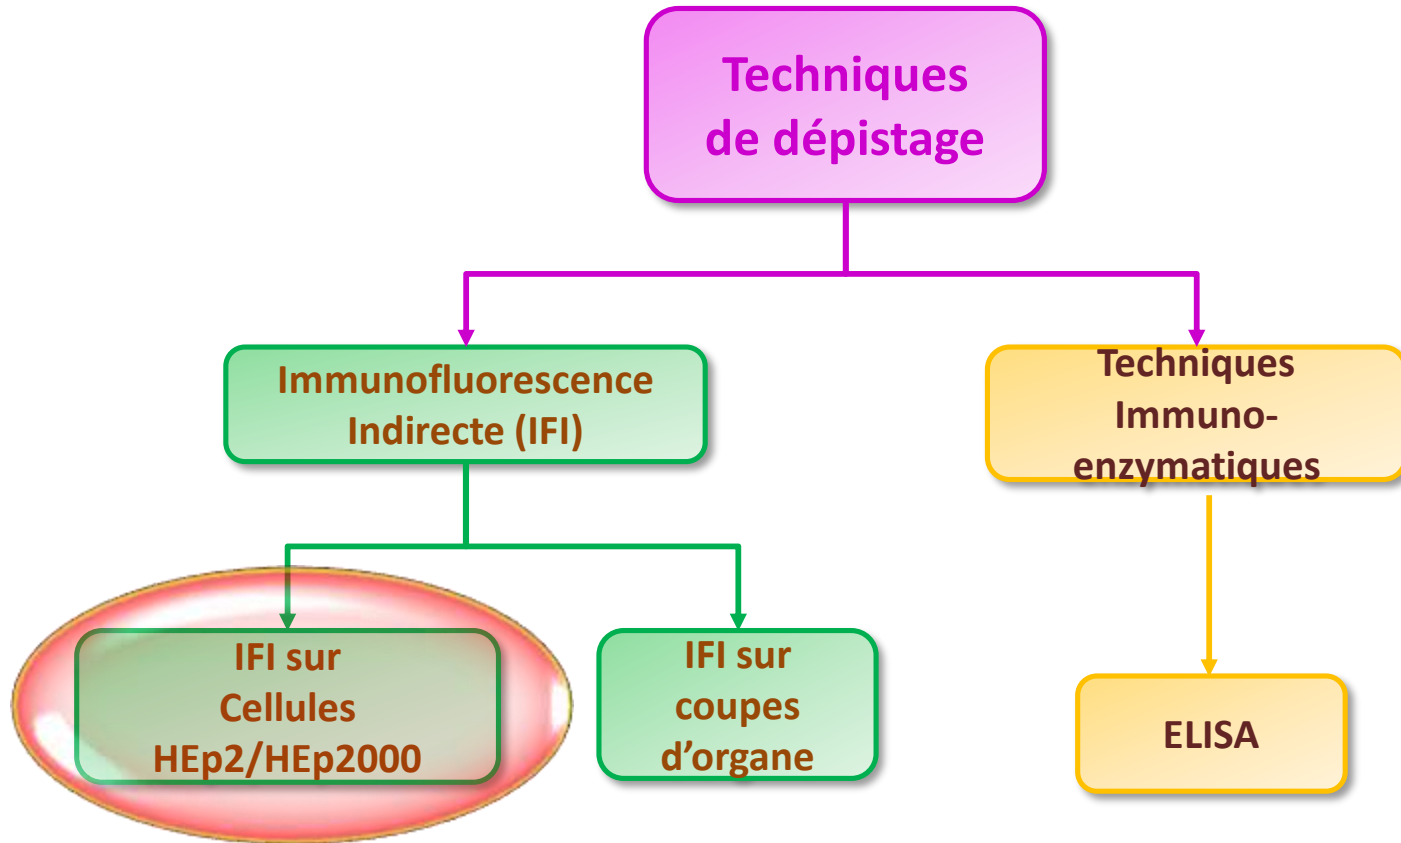 Techniques
de dépistage
Immunofluorescence
Indirecte (IFI)
Techniques
Immuno-
enzymatiques
IFI sur
Cellules
HEp2/HEp2000
IFI sur
coupes
d’organe
ELISA